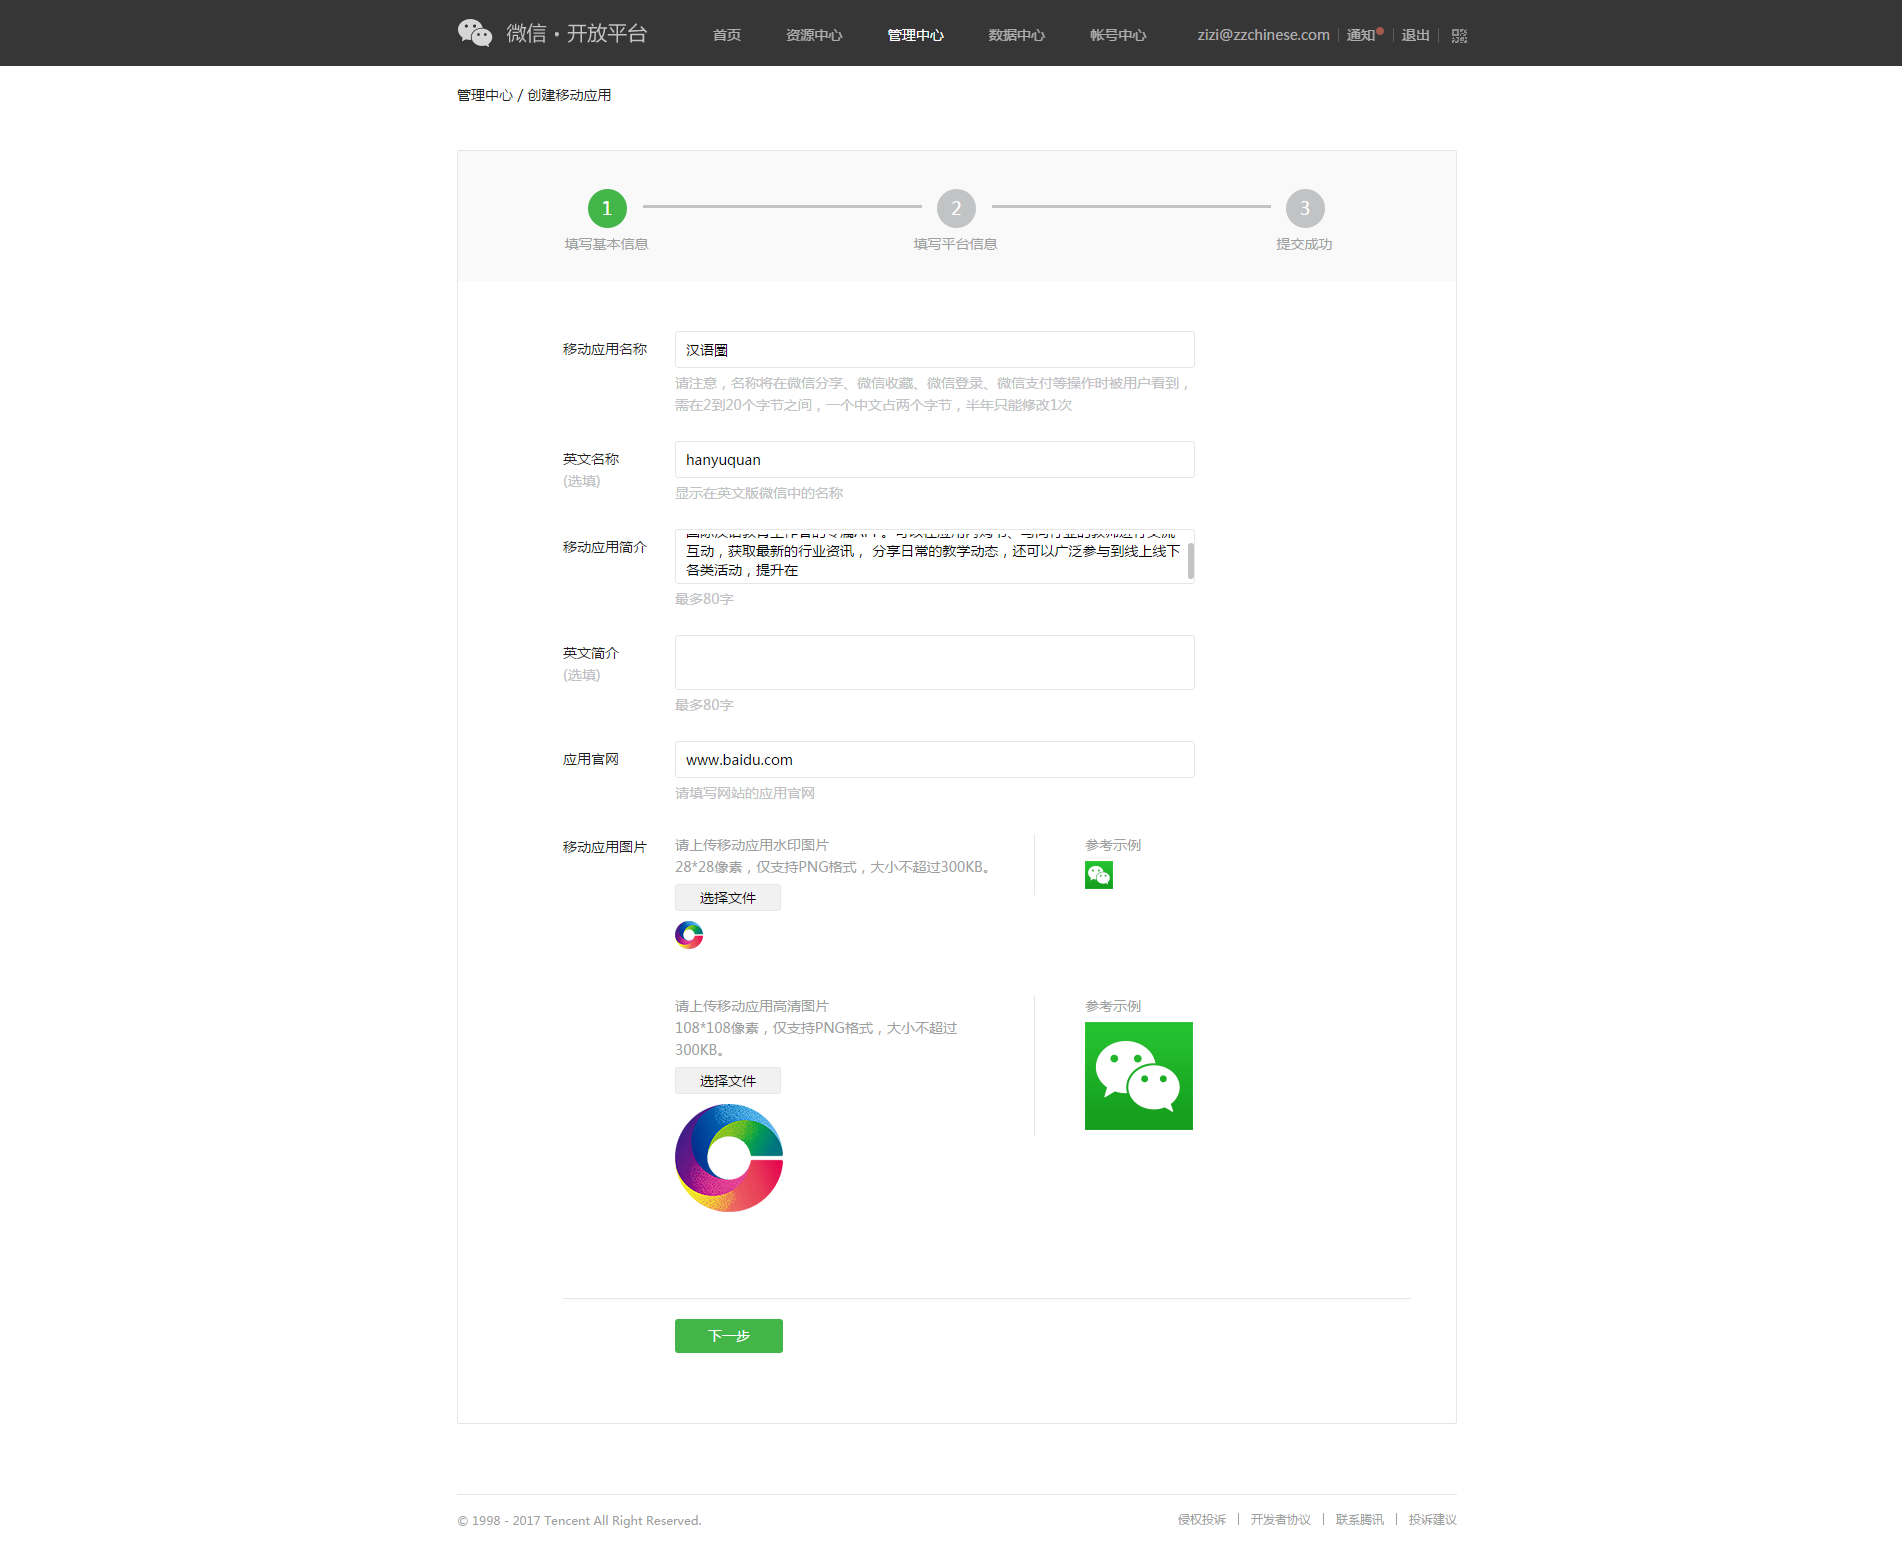 微信·开放平台 首页 资源中心 管理中心 数据中心 帐号中心 zizi@zzchinese.com 通知 退出
管理中心 / 创建移动应用
1 2 3
填写基本信息 填写平台信息 提交成功
移动应用名称 汉语圈
请注意，名称将在微信分享、微信收藏、微信登录、微信支付等操作时被用户看到，
需在2到20个字节之间，一个中文占两个字节，半年只能修改1次
英文名称 hanyuquan
(选填)
显示在英文版微信中的名称
移动应用简介
互动，获取最新的行业资讯， 分享日常的教学动态，还可以广泛参与到线上线下
各类活动，提升在
最多80字
英文简介
(选填)
最多80字
应用官网 www.baidu.com
请填写网站的应用官网
移动应用图片 请上传移动应用水印图片 参考示例
28*28像素，仅支持PNG格式，大小不超过300KB。
选择文件
请上传移动应用高清图片 参考示例
108*108像素，仅支持PNG格式，大小不超过
300KB。
选择文件
下一步
© 1998 - 2017 Tencent All Right Reserved. 侵权投诉 | 开发者协议 | 联系腾讯 | 投诉建议